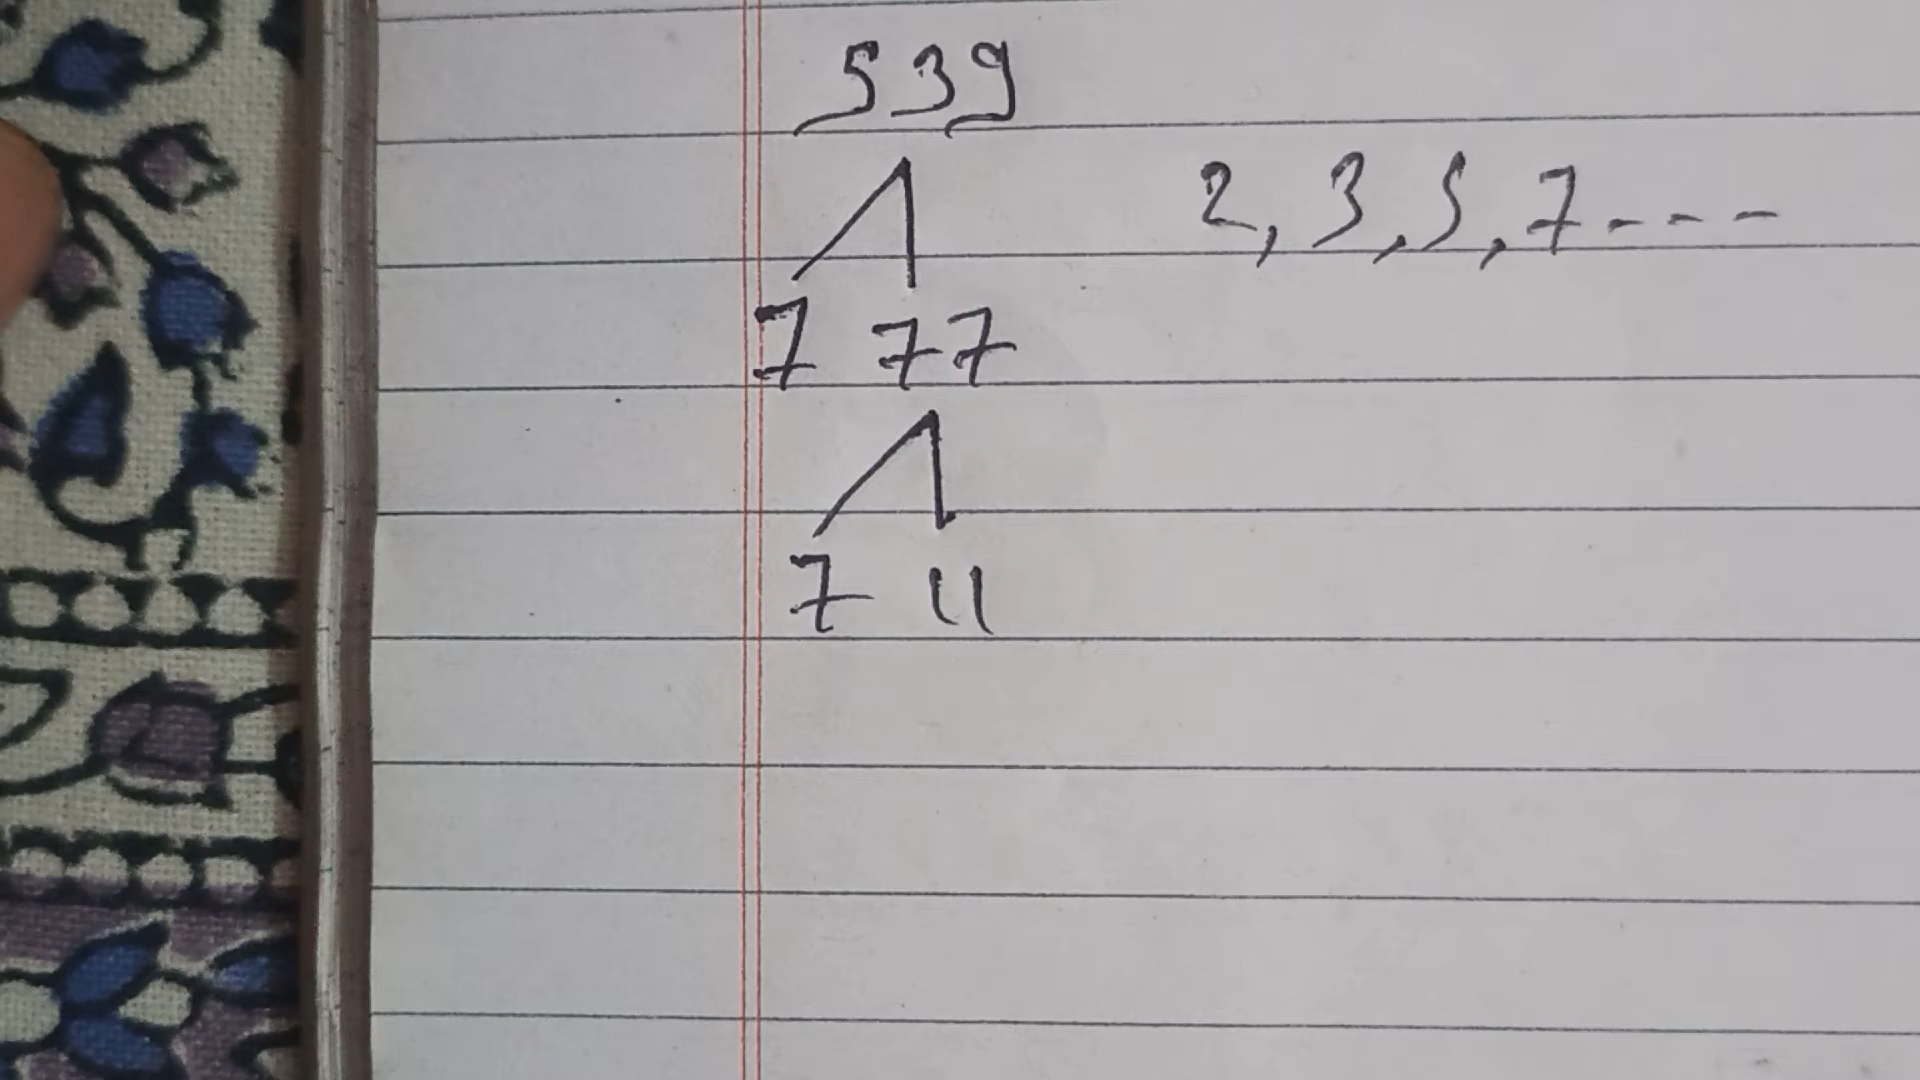 539
2, 3, 5, 7 - - - -
7 77
7 11